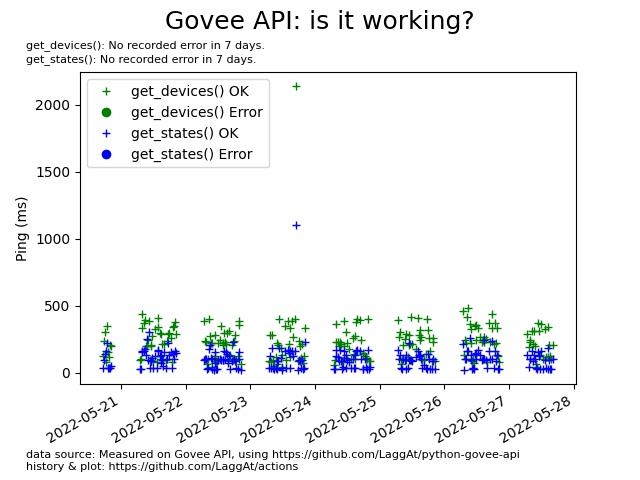 Govee API: is it working?
get_devices(): No recorded error in 7 days.
get_states(): No recorded error in 7 days.
get_devices() OK
get_devices() Error
get_states() OK
get_states() Error
Ping (ms)
2000
1500
1000
500
0
2022-05-21
2022-05-22
2022-05-23
2022-05-24
2022-05-25
2022-05-26
2022-05-27
2022-05-28
data source: Measured on Govee API, using https://github.com/LaggAt/python-govee-api
history & plot: https://github.com/LaggAt/actions